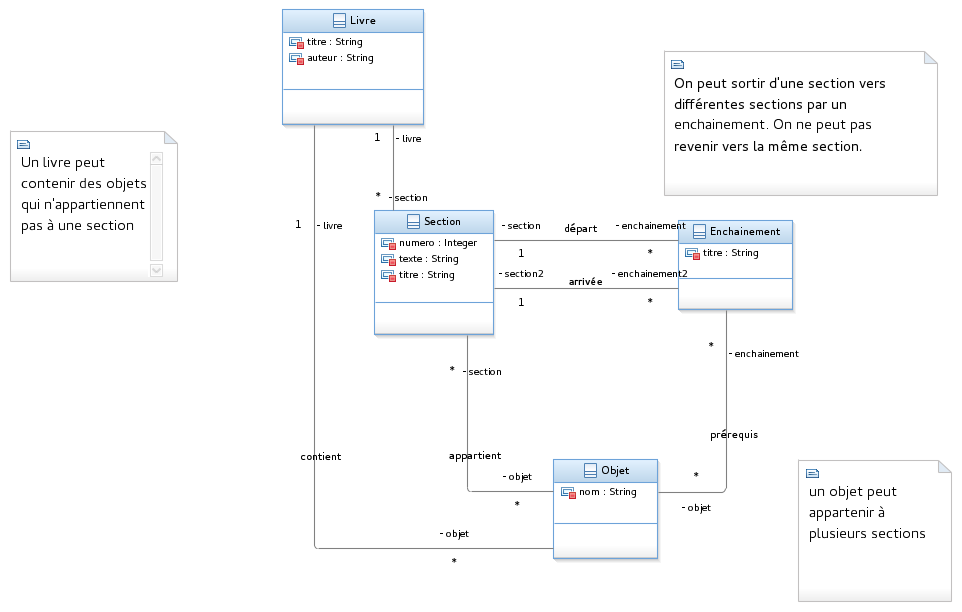 Livre
titre : String
auteur : String
On peut sortir d'une section vers
différentes sections par un
enchainement. On ne peut pas
revenir vers la même section.
Un livre peut
contenir des objets
qui n'appartiennent
pas à une section
1
- livre
*
- section
1
- livre
Section
numero : Integer
texte : String
titre : String
- section
départ
- enchainement
1
*
- section2
arrivée
- enchainement2
1
*
Enchainement
titre : String
*
- enchainement
*
- section
prérequis
contient
appartient
- objet
*
Objet
nom : String
*
- objet
- objet
*
un objet peut
appartenir à
plusieurs sections